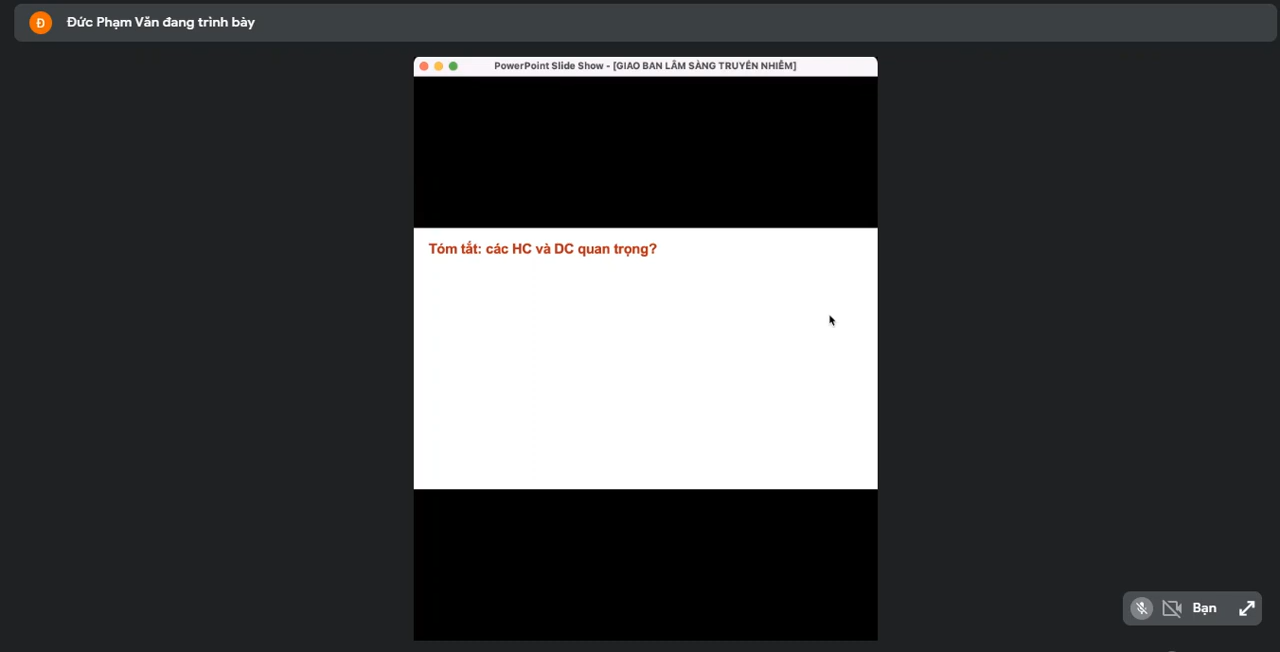 Đ
Đức Phạm Văn đang trình bày
PowerPoint Slide Show - [GIAO BAN LÂM SÀNG TRUYỀN NHIỄM]
Tóm tắt: các HC và DC quan trọng?
Bạn